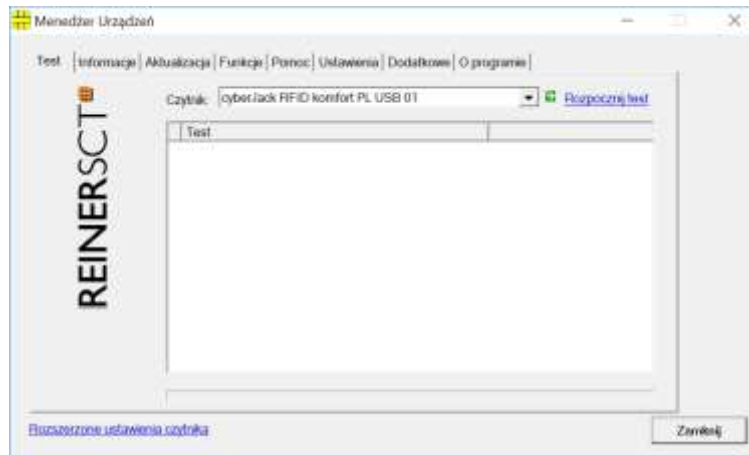 Menedżer Urządzeń
Test Informacje Aktualizacja Funkcje Pomoc Ustawienia Dodatkowe O programie
REINERSCT
Czytnik: cyberJack RFID komfort PL USB 01 Rozpocznij test
Test
Rozszerzone ustawienia czytnika
Zamknij